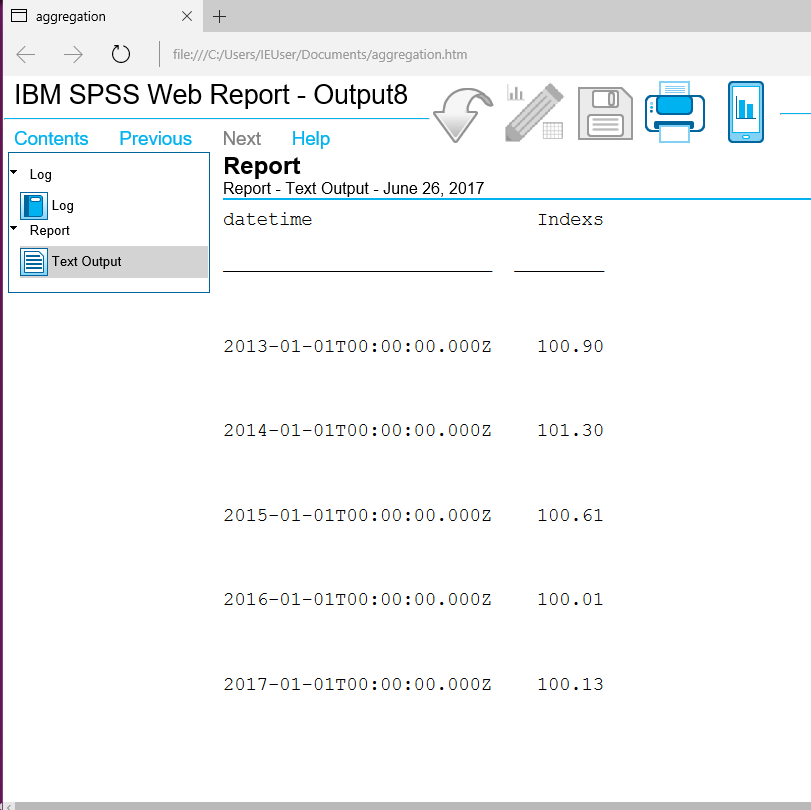 aggregation
file:///C:/Users/IEUser/Documents/aggregation.htm
IBM SPSS Web Report - Output8
Contents Previous Next Help
Log
Log
Report
Text Output
Report
Report - Text Output - June 26, 2017
datetime Indexs
2013-01-01T00:00:00.000Z 100.90
2014-01-01T00:00:00.000Z 101.30
2015-01-01T00:00:00.000Z 100.61
2016-01-01T00:00:00.000Z 100.01
2017-01-01T00:00:00.000Z 100.13